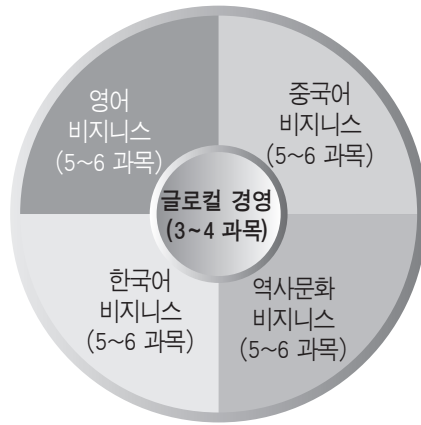 영어
비지니스
(5~6 과목)
중국어
비지니스
(5~6 과목)
글로컬 경영
(3~4 과목)
한국어
비지니스
(5~6 과목)
역사문화
비지니스
(5~6 과목)